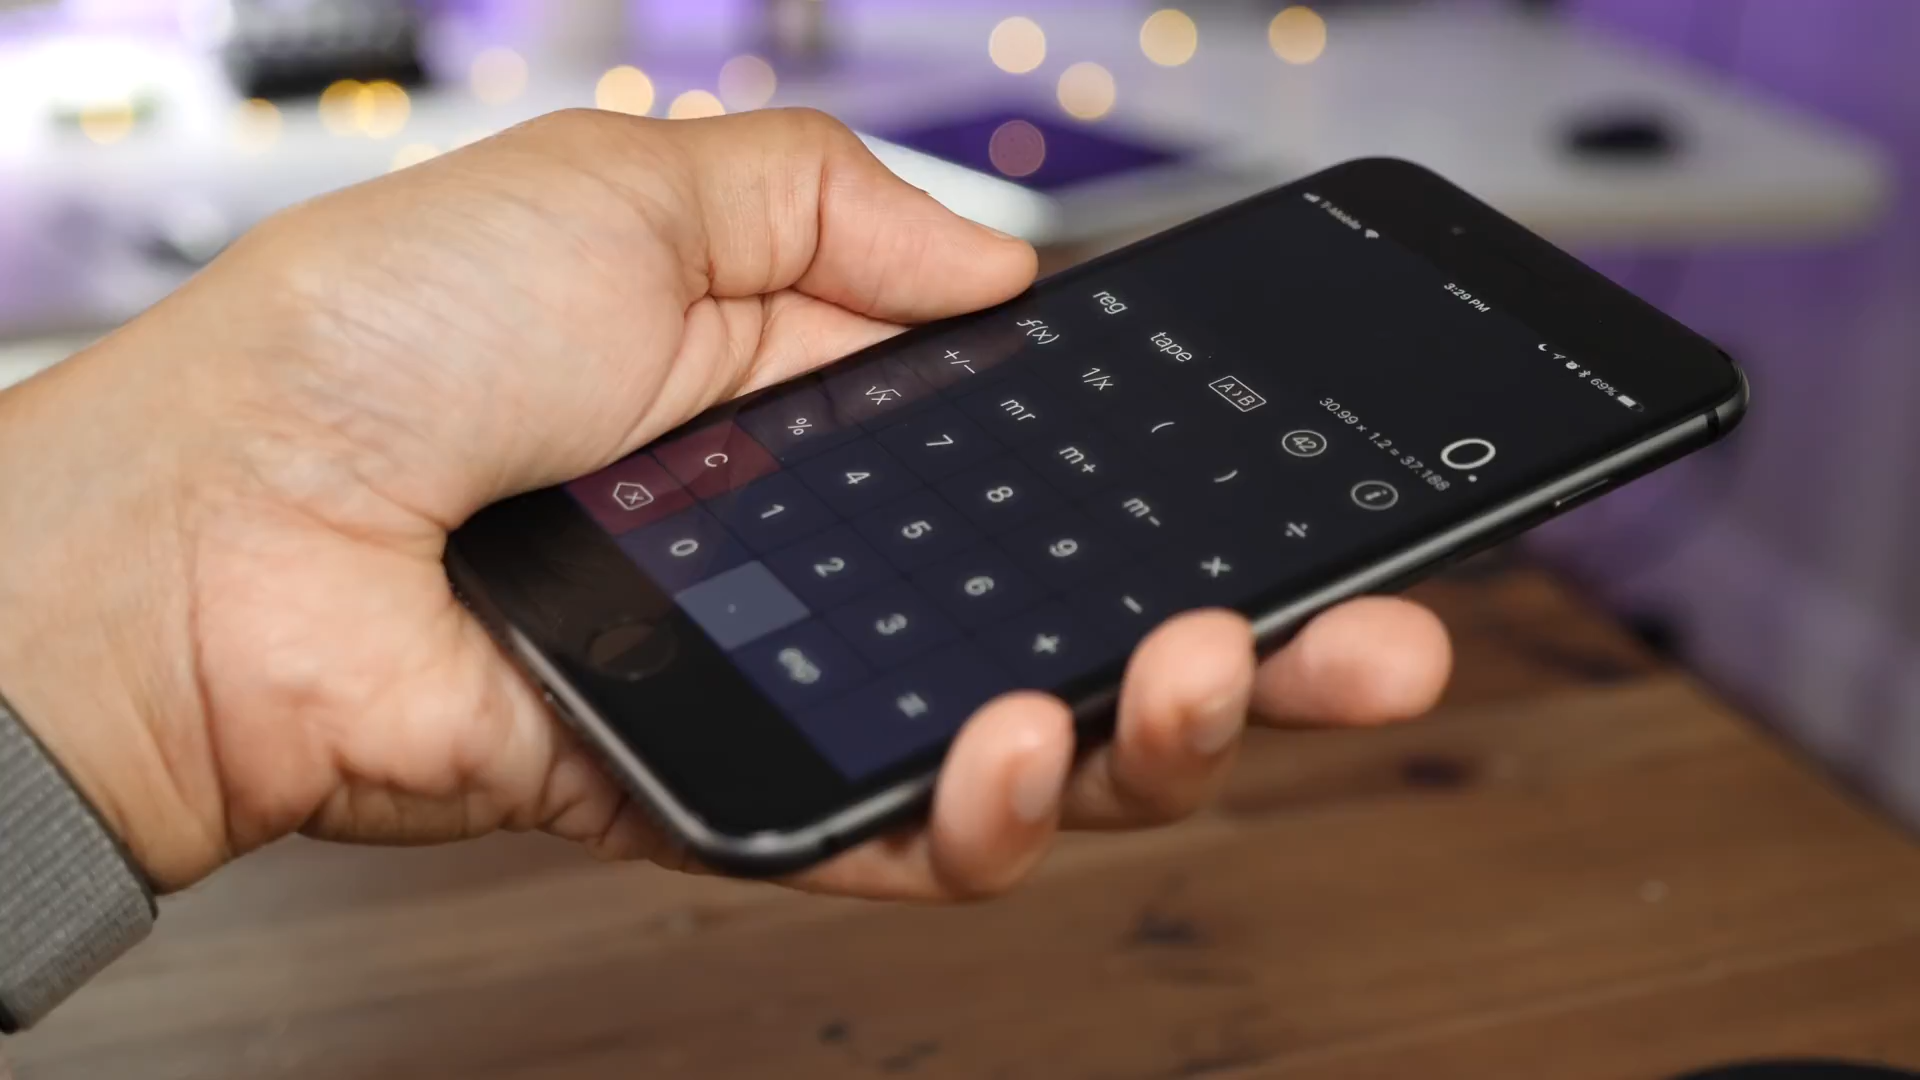 T-Mobile
3:29 PM
69%
30.99 × 1.2 = 37.188
0.
reg
tape
A›B
42
i
f(x)
1/x
(
)
÷
+/−
mr
m+
m−
×
√x
7
8
9
−
%
4
5
6
+
C
1
2
3
=
0
.